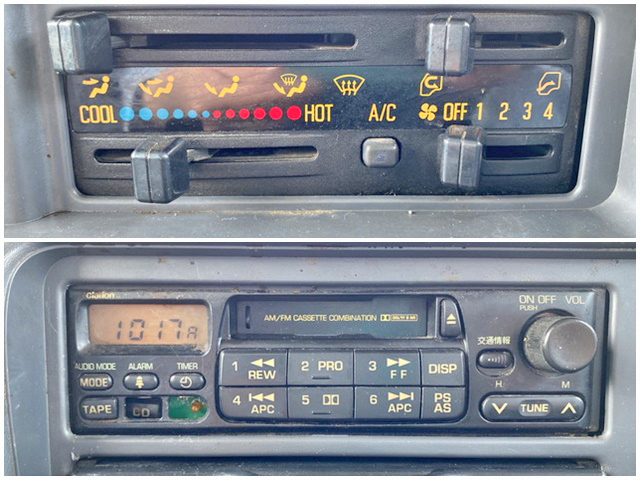 COOL HOT A/C OFF 1 2 3 4
clarion
ON OFF VOL
PUSH
1017A
AM/FM CASSETTE COMBINATION
交通情報
AUDIO MODE ALARM TIMER
MODE
1 REW 2 PRO 3 FF DISP
H M
TAPE CD
4 APC 5 6 APC PS AS
TUNE